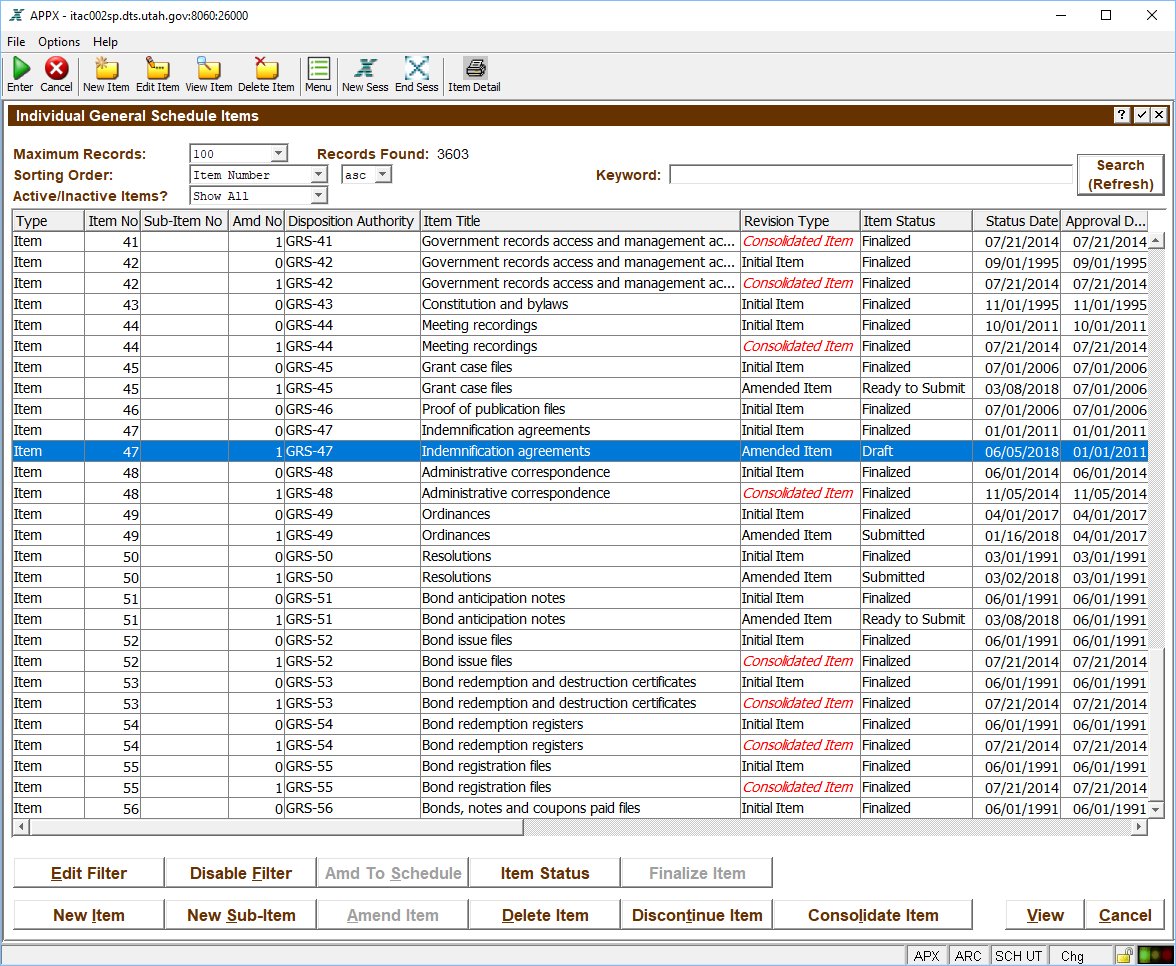 APPX - itac002sp.dts.utah.gov:8060:26000
File Options Help
Enter Cancel New Item Edit Item View Item Delete Item Menu New Sess End Sess Item Detail
Individual General Schedule Items
Maximum Records: 100 Records Found: 3603
Sorting Order: Item Number asc Keyword: Search (Refresh)
Active/Inactive Items? Show All
Type Item No Sub-Item No Amd No Disposition Authority Item Title Revision Type Item Status Status Date Approval D...
Item 41 1 GRS-41 Government records access and management ac... Consolidated Item Finalized 07/21/2014 07/21/2014
Item 42 0 GRS-42 Government records access and management ac... Initial Item Finalized 09/01/1995 09/01/1995
Item 42 1 GRS-42 Government records access and management ac... Consolidated Item Finalized 07/21/2014 07/21/2014
Item 43 0 GRS-43 Constitution and bylaws Initial Item Finalized 11/01/1995 11/01/1995
Item 44 0 GRS-44 Meeting recordings Initial Item Finalized 10/01/2011 10/01/2011
Item 44 1 GRS-44 Meeting recordings Consolidated Item Finalized 07/21/2014 07/21/2014
Item 45 0 GRS-45 Grant case files Initial Item Finalized 07/01/2006 07/01/2006
Item 45 1 GRS-45 Grant case files Amended Item Ready to Submit 03/08/2018 07/01/2006
Item 46 0 GRS-46 Proof of publication files Initial Item Finalized 07/01/2006 07/01/2006
Item 47 0 GRS-47 Indemnification agreements Initial Item Finalized 01/01/2011 01/01/2011
Item 47 1 GRS-47 Indemnification agreements Amended Item Draft 06/05/2018 01/01/2011
Item 48 0 GRS-48 Administrative correspondence Initial Item Finalized 06/01/2014 06/01/2014
Item 48 1 GRS-48 Administrative correspondence Consolidated Item Finalized 11/05/2014 11/05/2014
Item 49 0 GRS-49 Ordinances Initial Item Finalized 04/01/2017 04/01/2017
Item 49 1 GRS-49 Ordinances Amended Item Submitted 01/16/2018 04/01/2017
Item 50 0 GRS-50 Resolutions Initial Item Finalized 03/01/1991 03/01/1991
Item 50 1 GRS-50 Resolutions Amended Item Submitted 03/02/2018 03/01/1991
Item 51 0 GRS-51 Bond anticipation notes Initial Item Finalized 06/01/1991 06/01/1991
Item 51 1 GRS-51 Bond anticipation notes Amended Item Ready to Submit 03/08/2018 06/01/1991
Item 52 0 GRS-52 Bond issue files Initial Item Finalized 06/01/1991 06/01/1991
Item 52 1 GRS-52 Bond issue files Consolidated Item Finalized 07/21/2014 07/21/2014
Item 53 0 GRS-53 Bond redemption and destruction certificates Initial Item Finalized 06/01/1991 06/01/1991
Item 53 1 GRS-53 Bond redemption and destruction certificates Consolidated Item Finalized 07/21/2014 07/21/2014
Item 54 0 GRS-54 Bond redemption registers Initial Item Finalized 06/01/1991 06/01/1991
Item 54 1 GRS-54 Bond redemption registers Consolidated Item Finalized 07/21/2014 07/21/2014
Item 55 0 GRS-55 Bond registration files Initial Item Finalized 06/01/1991 06/01/1991
Item 55 1 GRS-55 Bond registration files Consolidated Item Finalized 07/21/2014 07/21/2014
Item 56 0 GRS-56 Bonds, notes and coupons paid files Initial Item Finalized 06/01/1991 06/01/1991
Edit Filter Disable Filter Amd To Schedule Item Status Finalize Item
New Item New Sub-Item Amend Item Delete Item Discontinue Item Consolidate Item View Cancel
APX ARC SCH UT Chg